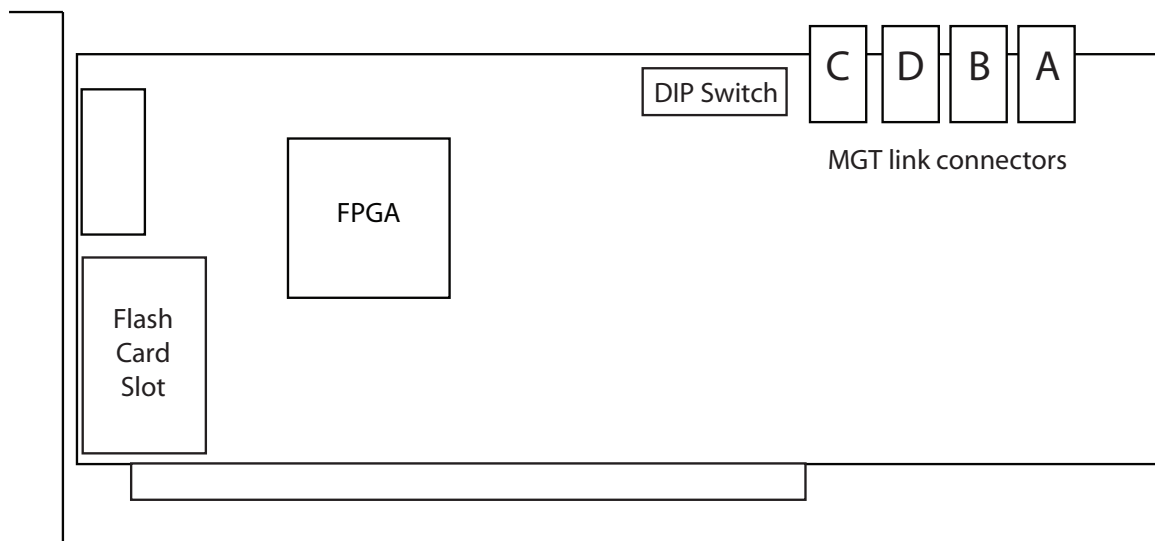 C D B A
DIP Switch
MGT link connectors
FPGA
Flash
Card
Slot